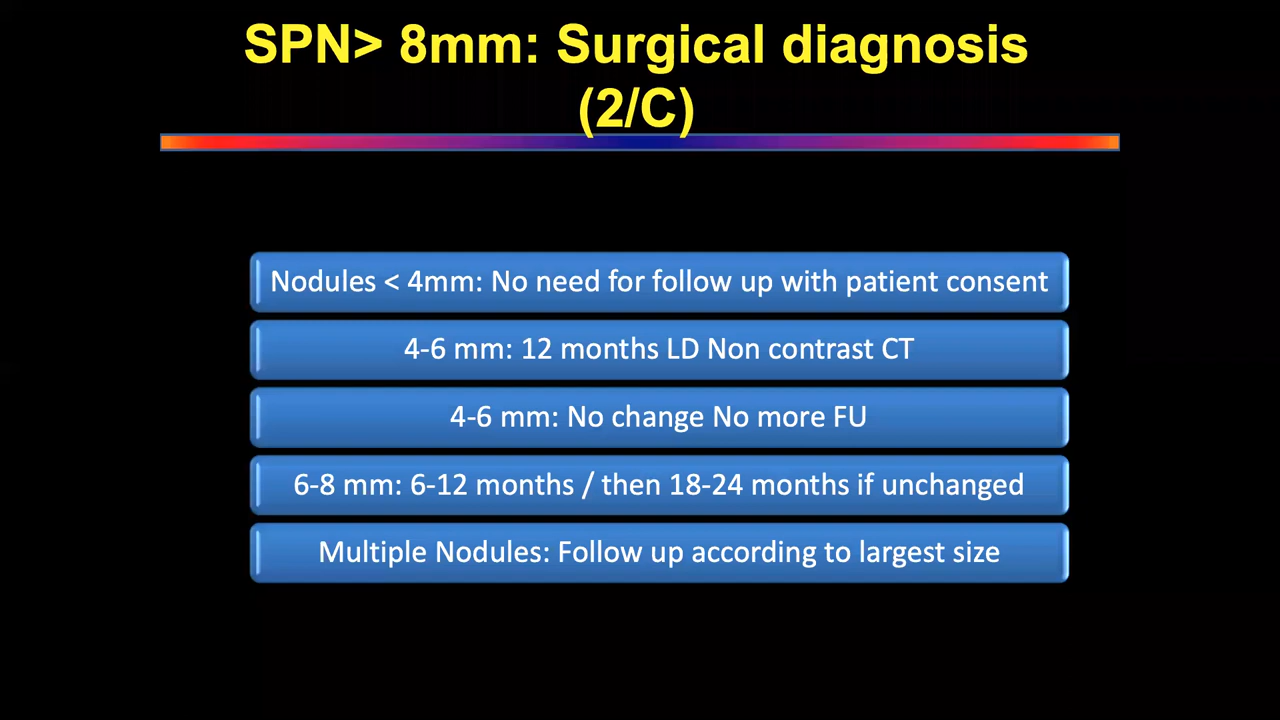 SPN> 8mm: Surgical diagnosis
(2/C)
Nodules < 4mm: No need for follow up with patient consent
4-6 mm: 12 months LD Non contrast CT
4-6 mm: No change No more FU
6-8 mm: 6-12 months / then 18-24 months if unchanged
Multiple Nodules: Follow up according to largest size